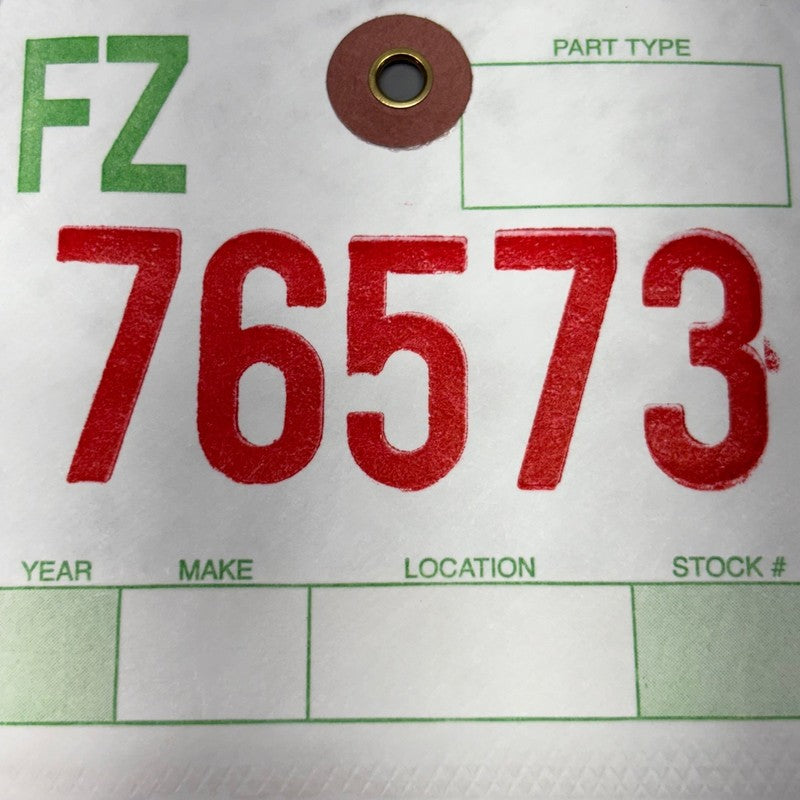 FZ
PART TYPE
76573
YEAR MAKE LOCATION STOCK #